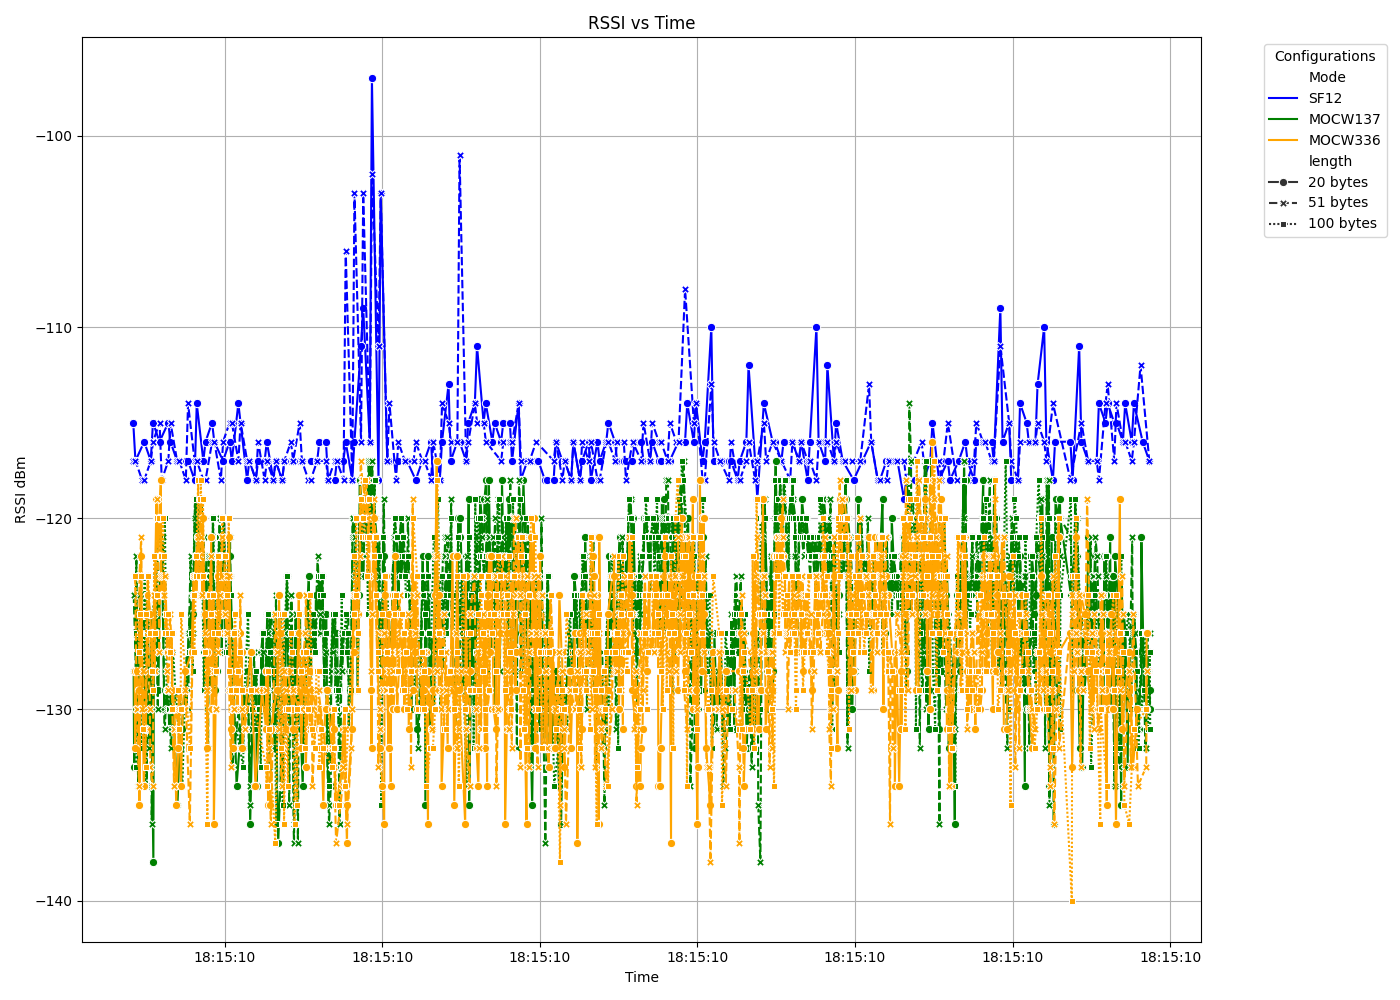 RSSI vs Time
Configurations
Mode
SF12
MOCW137
MOCW336
length
20 bytes
51 bytes
100 bytes
RSSI dBm
−100
−110
−120
−130
−140
18:15:10 18:15:10 18:15:10 18:15:10 18:15:10 18:15:10 18:15:10
Time